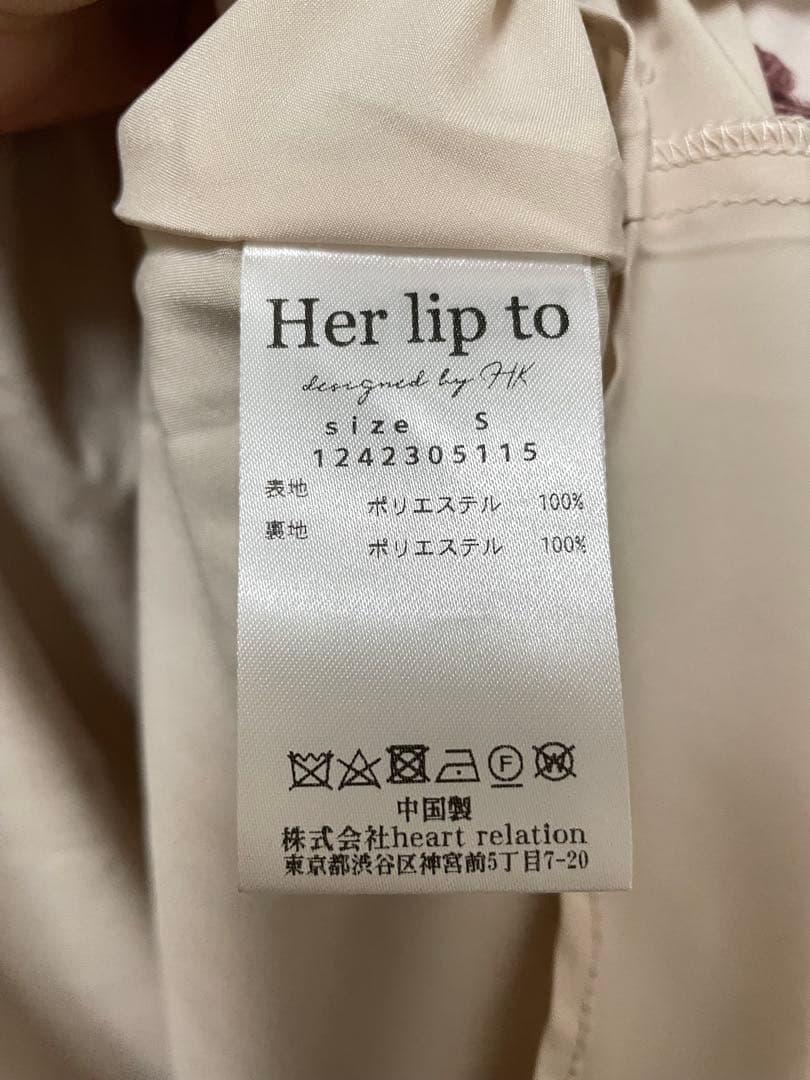 Her lip to
designed by HK
size S
1242305115
表地 ポリエステル 100%
裏地 ポリエステル 100%
F W
中国製
株式会社heart relation
東京都渋谷区神宮前5丁目7-20